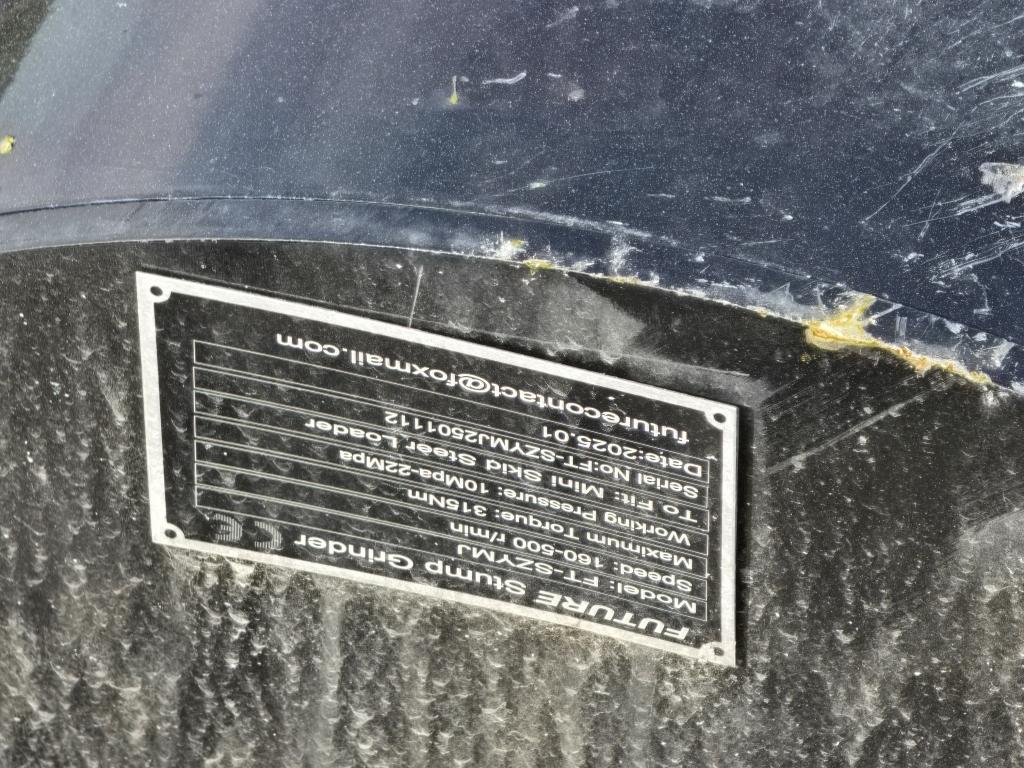 FUTURE Stump Grinder CE
Model: FT-SZYMJ
Speed: 160-500 r/min
Maximum Torque: 315Nm
Working Pressure: 10Mpa-22Mpa
To Fit: Mini Skid Steer Loader
Serial No:FT-SZYMJ2501112
Date:2025.01
futurecontact@foxmail.com